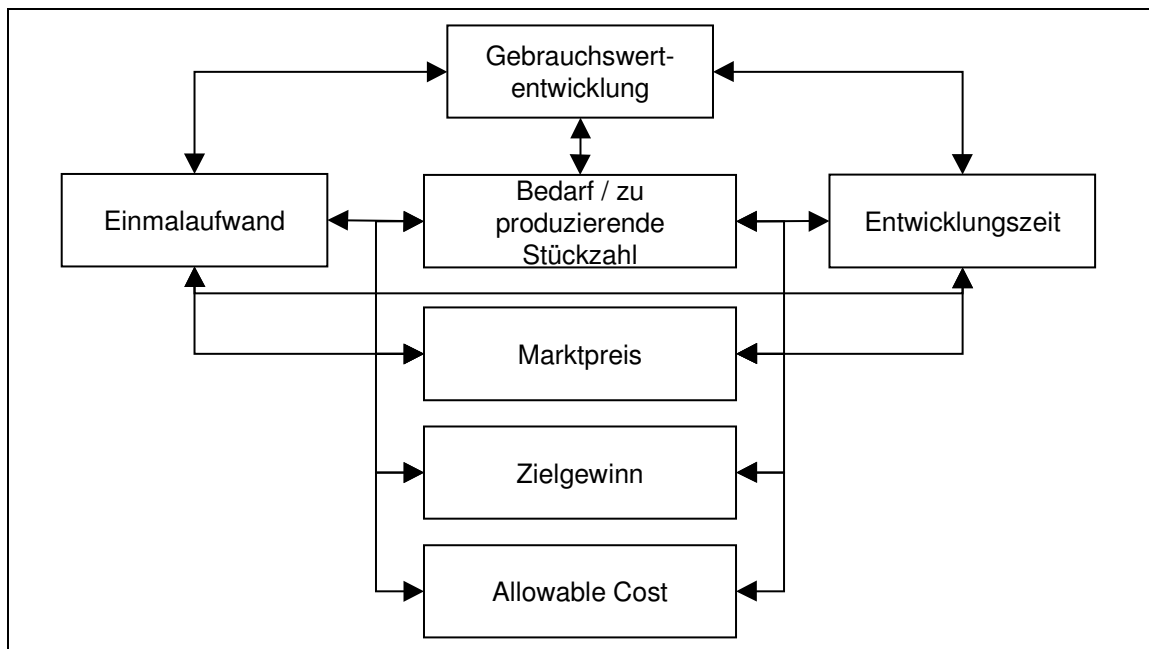 Gebrauchswert-
entwicklung
Einmalaufwand
Bedarf / zu
produzierende
Stückzahl
Entwicklungszeit
Marktpreis
Zielgewinn
Allowable Cost